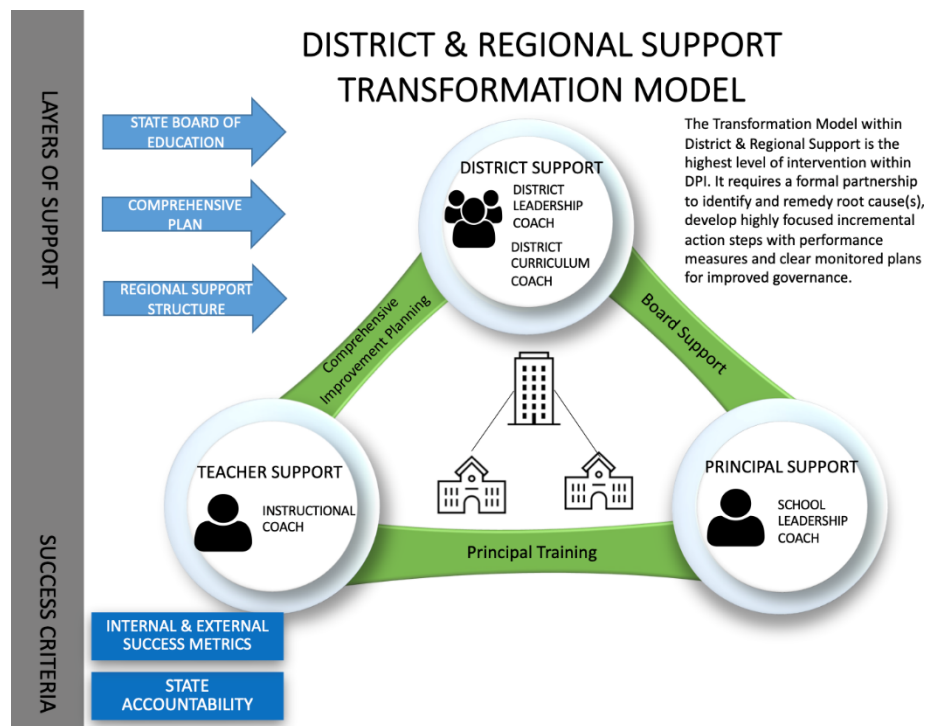 DISTRICT & REGIONAL SUPPORT
TRANSFORMATION MODEL
LAYERS OF SUPPORT
STATE BOARD OF
EDUCATION
COMPREHENSIVE
PLAN
REGIONAL SUPPORT
STRUCTURE
The Transformation Model within
District & Regional Support is the
highest level of intervention within
DPI. It requires a formal partnership
to identify and remedy root cause(s),
develop highly focused incremental
action steps with performance
measures and clear monitored plans
for improved governance.
DISTRICT SUPPORT
DISTRICT
LEADERSHIP
COACH
DISTRICT
CURRICULUM
COACH
Comprehensive
Improvement Planning
Board Support
TEACHER SUPPORT
INSTRUCTIONAL
COACH
PRINCIPAL SUPPORT
SCHOOL
LEADERSHIP
COACH
Principal Training
SUCCESS CRITERIA
INTERNAL & EXTERNAL
SUCCESS METRICS
STATE
ACCOUNTABILITY